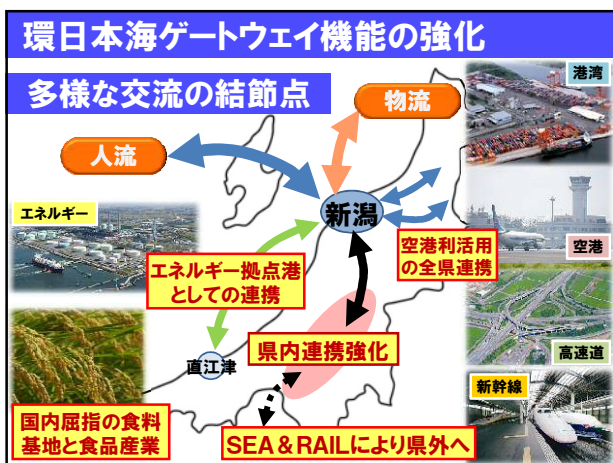 環日本海ゲートウェイ機能の強化
多様な交流の結節点
港湾
物流
人流
エネルギー
新潟
空港利活用
の全県連携
空港
エネルギー拠点港
としての連携
高速道
県内連携強化
直江津
新幹線
国内屈指の食料
基地と食品産業
SEA＆RAILにより県外へ